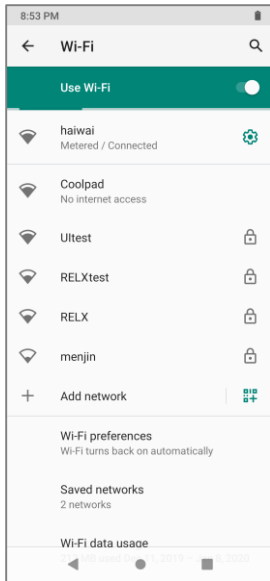 8:53 PM
Wi-Fi
Use Wi-Fi
haiwai
Metered / Connected
Coolpad
No internet access
UItest
RELXtest
RELX
menjin
Add network
Wi-Fi preferences
Wi-Fi turns back on automatically
Saved networks
2 networks
Wi-Fi data usage